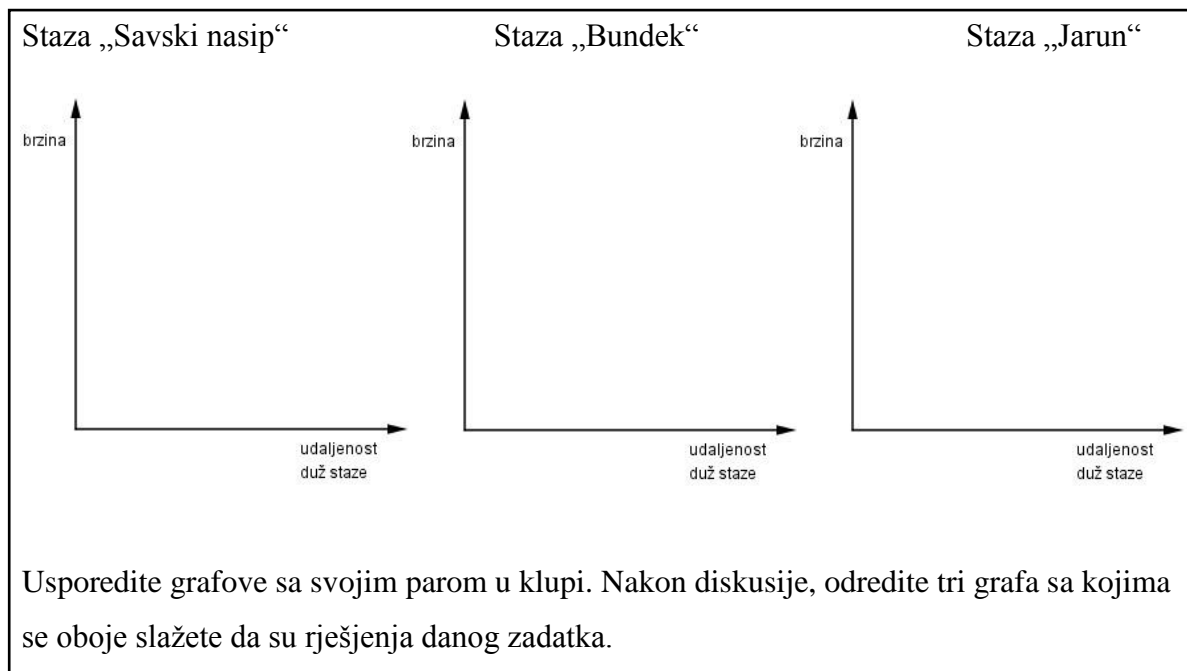 Staza „Savski nasip“ Staza „Bundek“ Staza „Jarun“
brzina brzina brzina
udaljenost udaljenost udaljenost
duž staze duž staze duž staze
Usporedite grafove sa svojim parom u klupi. Nakon diskusije, odredite tri grafa sa kojima
se oboje slažete da su rješenja danog zadatka.